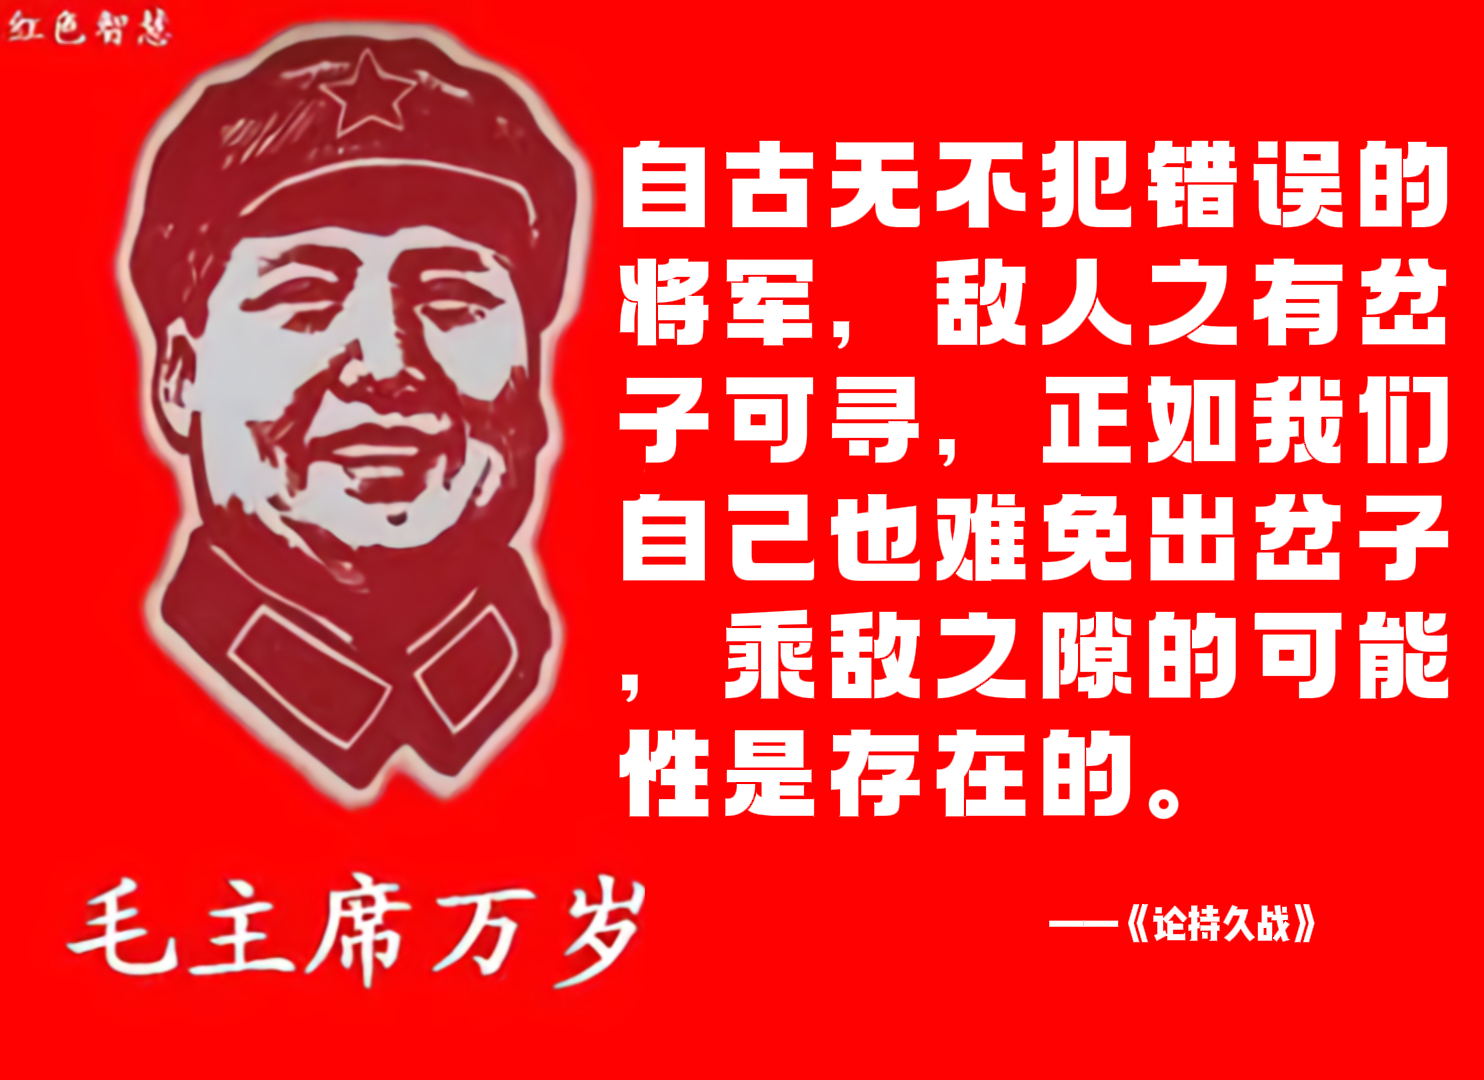 红色智慧
自古无不犯错误的
将军，敌人之有岔
子可寻，正如我们
自己也难免出岔子
，乘敌之隙的可能
性是存在的。
——《论持久战》
毛主席万岁